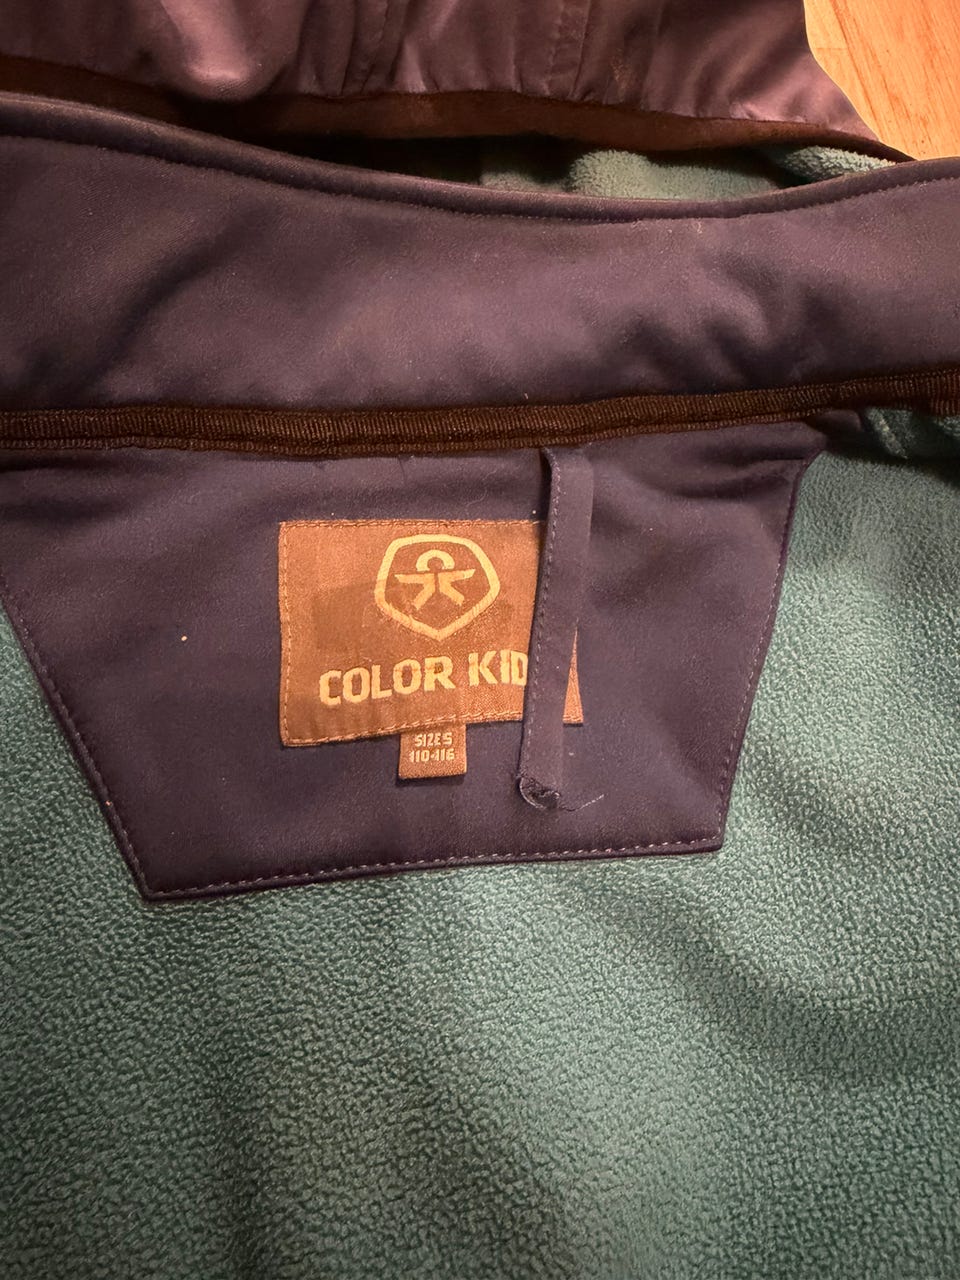 COLOR KID
SIZES
110-116